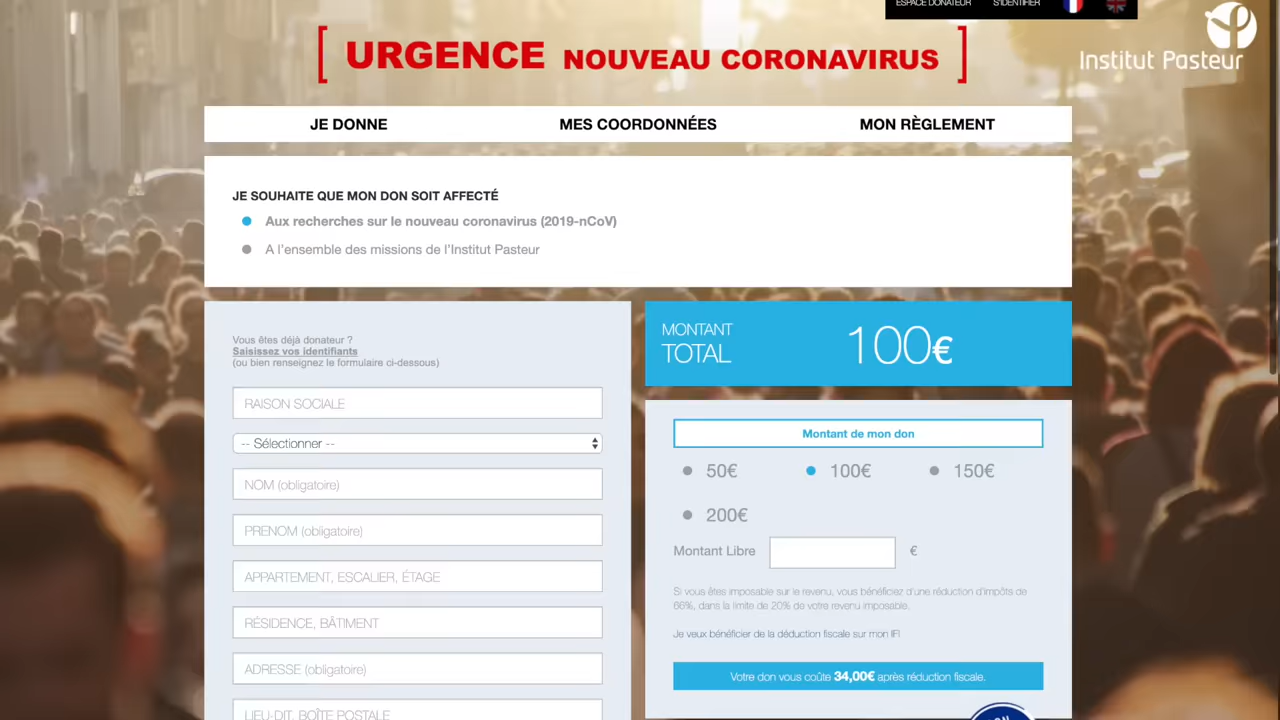 ESPACE DONATEUR S'IDENTIFIER
[ URGENCE NOUVEAU CORONAVIRUS ]
Institut Pasteur
JE DONNE MES COORDONNÉES MON RÈGLEMENT
JE SOUHAITE QUE MON DON SOIT AFFECTÉ
Aux recherches sur le nouveau coronavirus (2019-nCoV)
A l'ensemble des missions de l'Institut Pasteur
Vous êtes déjà donateur ?
Saisissez vos identifiants
(ou bien renseignez le formulaire ci-dessous)
RAISON SOCIALE
-- Sélectionner --
NOM (obligatoire)
PRENOM (obligatoire)
APPARTEMENT, ESCALIER, ÉTAGE
RÉSIDENCE, BÂTIMENT
ADRESSE (obligatoire)
LIEU-DIT, BOÎTE POSTALE
MONTANT
TOTAL
100€
Montant de mon don
50€ 100€ 150€
200€
Montant Libre €
Si vous êtes imposable sur le revenu, vous bénéficiez d'une réduction d'impôts de
66%, dans la limite de 20% de votre revenu imposable.
Je veux bénéficier de la déduction fiscale sur mon IFI
Votre don vous coûte 34,00€ après réduction fiscale.